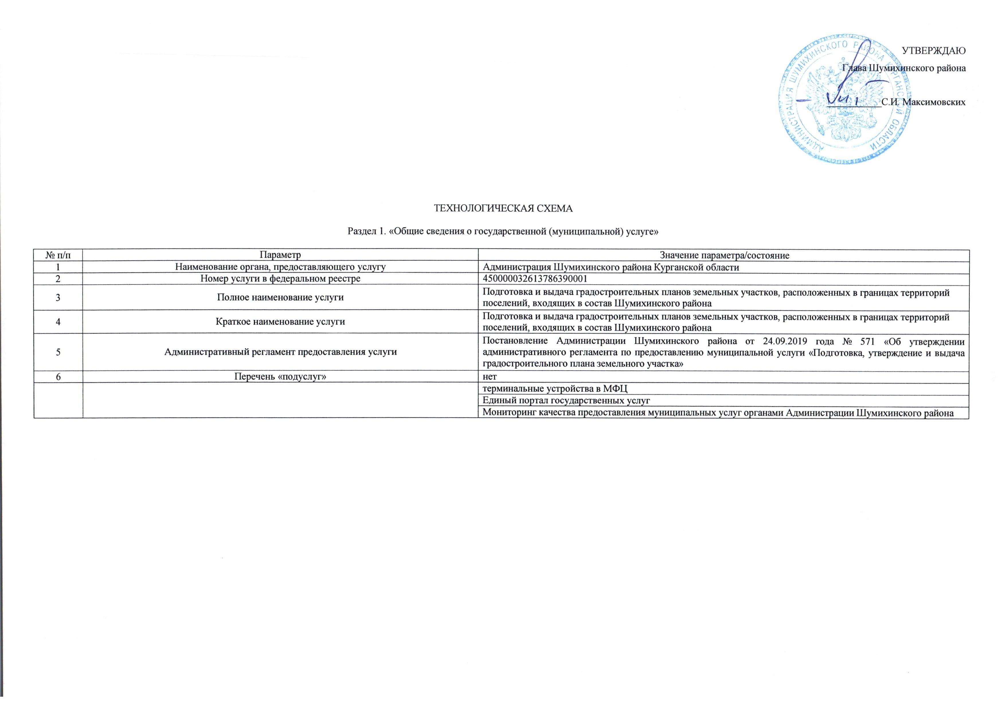 УТВЕРЖДАЮ
Глава Шумихинского района
С.И. Максимовских
АДМИНИСТРАЦИЯ ШУМИХИНСКОГО РАЙОНА КУРГАНСКОЙ ОБЛАСТИ
ТЕХНОЛОГИЧЕСКАЯ СХЕМА
Раздел 1. «Общие сведения о государственной (муниципальной) услуге»
№ п/п Параметр Значение параметра/состояние
1 Наименование органа, предоставляющего услугу Администрация Шумихинского района Курганской области
2 Номер услуги в федеральном реестре 450000032613786390001
3 Полное наименование услуги Подготовка и выдача градостроительных планов земельных участков, расположенных в границах территорий
поселений, входящих в состав Шумихинского района
4 Краткое наименование услуги Подготовка и выдача градостроительных планов земельных участков, расположенных в границах территорий
поселений, входящих в состав Шумихинского района
5 Административный регламент предоставления услуги Постановление Администрации Шумихинского района от 24.09.2019 года № 571 «Об утверждении
административного регламента по предоставлению муниципальной услуги «Подготовка, утверждение и выдача
градостроительного плана земельного участка»
6 Перечень «подуслуг» нет
терминальные устройства в МФЦ
Единый портал государственных услуг
Мониторинг качества предоставления муниципальных услуг органами Администрации Шумихинского района